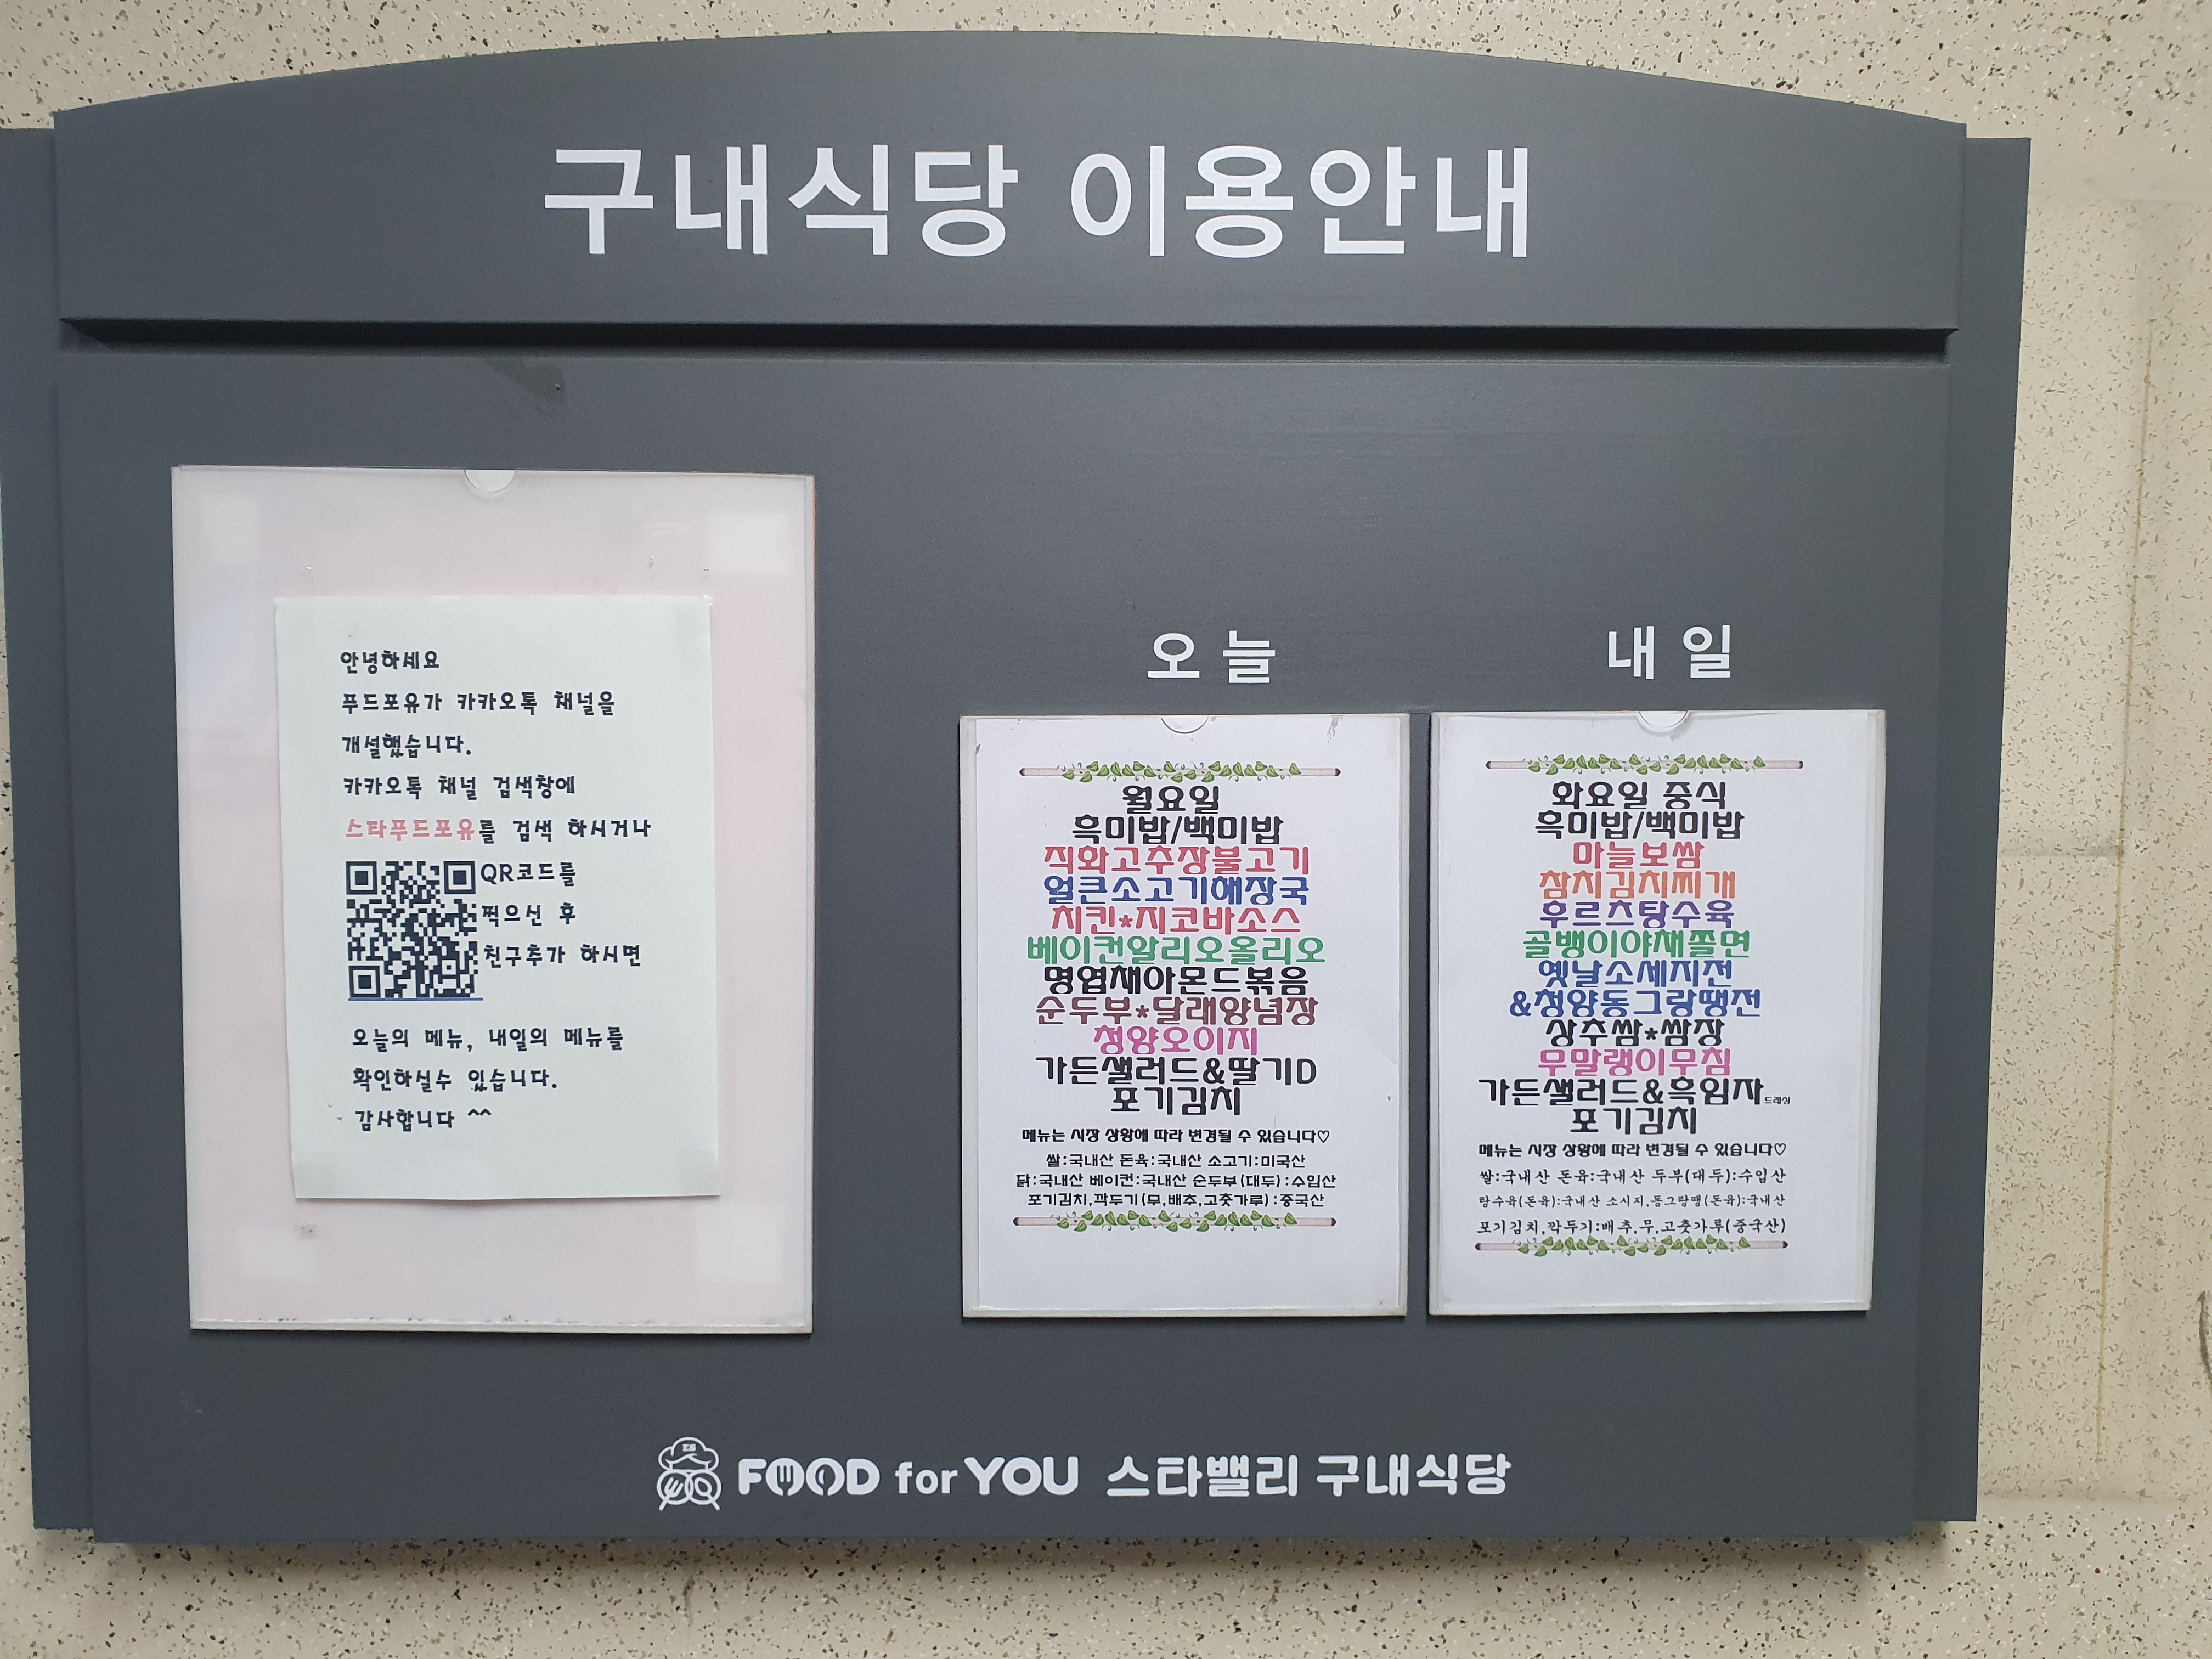 구내식당 이용안내
안녕하세요
푸드포유가 카카오톡 채널을
개설했습니다.
카카오톡 채널 검색창에
스타푸드포유를 검색 하시거나
QR코드를
찍으신 후
친구추가 하시면
오늘의 메뉴, 내일의 메뉴를
확인하실수 있습니다.
감사합니다 ^^
오늘
월요일
흑미밥/백미밥
직화고추장불고기
얼큰소고기해장국
치킨*지코바소스
베이컨알리오올리오
명엽채아몬드볶음
순두부*달래양념장
청양오이지
가든샐러드&딸기D
포기김치
메뉴는 시장 상황에 따라 변경될 수 있습니다♡
쌀:국내산 돈육:국내산 소고기:미국산
닭:국내산 베이컨:국내산 순두부(대두):수입산
포기김치,깍두기(무,배추,고춧가루):중국산
내일
화요일 중식
흑미밥/백미밥
마늘보쌈
참치김치찌개
후르츠탕수육
골뱅이야채쫄면
옛날소세지전
&청양동그랑땡전
상추쌈*쌈장
무말랭이무침
가든샐러드&흑임자드레싱
포기김치
메뉴는 시장 상황에 따라 변경될 수 있습니다♡
쌀:국내산 돈육:국내산 두부(대두):수입산
탕수육(돈육):국내산 소시지,동그랑땡(돈육):국내산
포기김치,깍두기:배추,무,고춧가루(중국산)
FOOD for YOU 스타밸리 구내식당